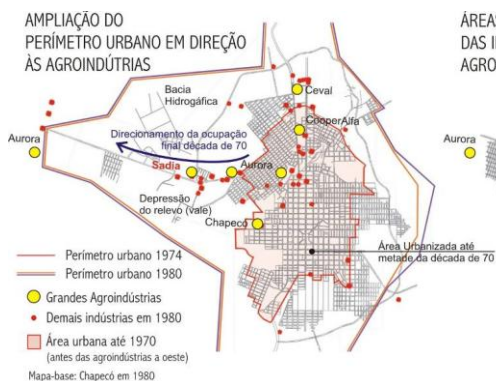 AMPLIAÇÃO DO
PERÍMETRO URBANO EM DIREÇÃO
ÀS AGROINDÚTRIAS
Bacia
Hidrogáfica
Ceval
CooperAlfa
Direcionamento da ocupação
final década de 70
Aurora
Sadia
Aurora
Depressão
do relevo (vale)
Chapecó
Área Urbanizada até
metade da década de 70
Perímetro urbano 1974
Perímetro urbano 1980
Grandes Agroindústrias
Demais indústrias em 1980
Área urbana até 1970
(antes das agroindústrias a oeste)
Mapa-base: Chapecó em 1980
ÁREAS
DAS I
AGRO
Aurora